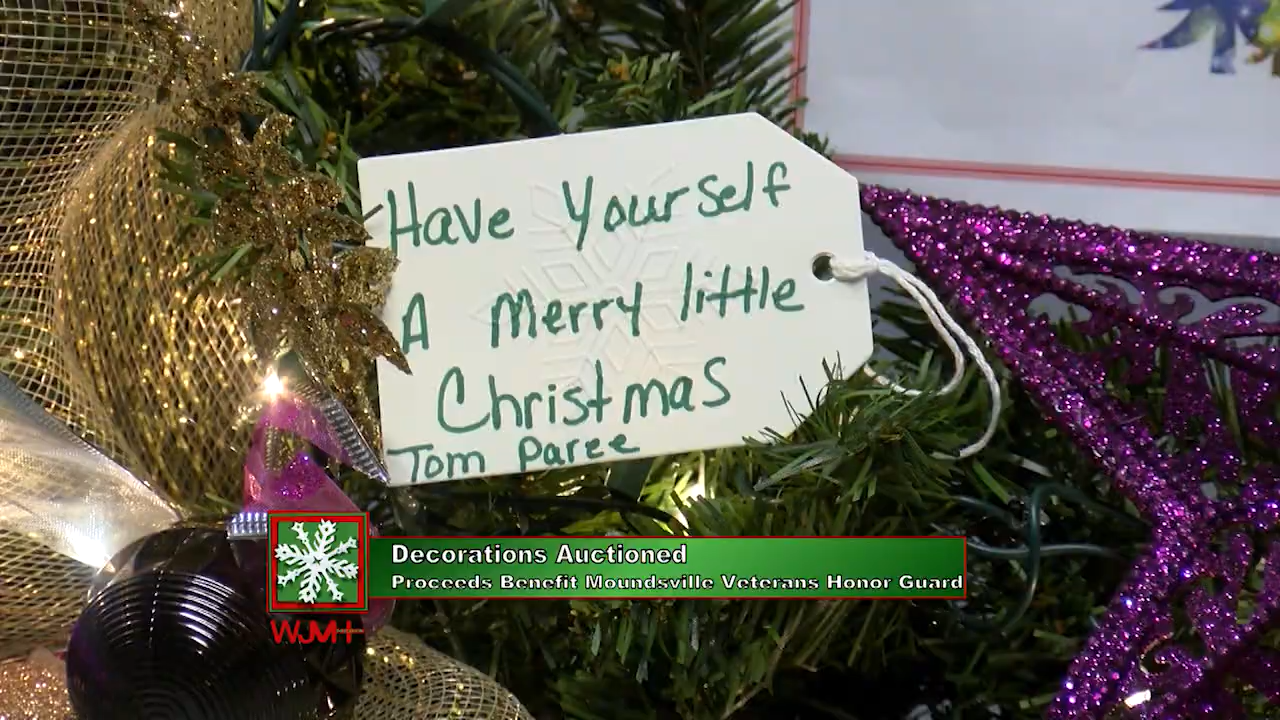 Have Yourself
A Merry little
Christmas
Tom Paree
Decorations Auctioned
Proceeds Benefit Moundsville Veterans Honor Guard
WJMH